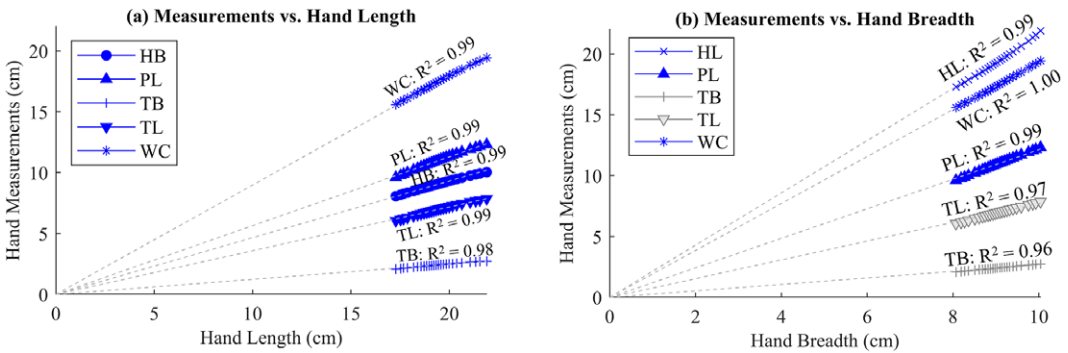 (a) Measurements vs. Hand Length
Hand Measurements (cm)
20
15
10
5
0
HB
PL
TB
TL
WC
WC: R² = 0.99
PL: R² = 0.99
HB: R² = 0.99
TL: R² = 0.99
TB: R² = 0.98
0 5 10 15 20
Hand Length (cm)
(b) Measurements vs. Hand Breadth
Hand Measurements (cm)
20
15
10
5
0
HL
PL
TB
TL
WC
HL: R² = 0.99
WC: R² = 1.00
PL: R² = 0.99
TL: R² = 0.97
TB: R² = 0.96
0 2 4 6 8 10
Hand Breadth (cm)